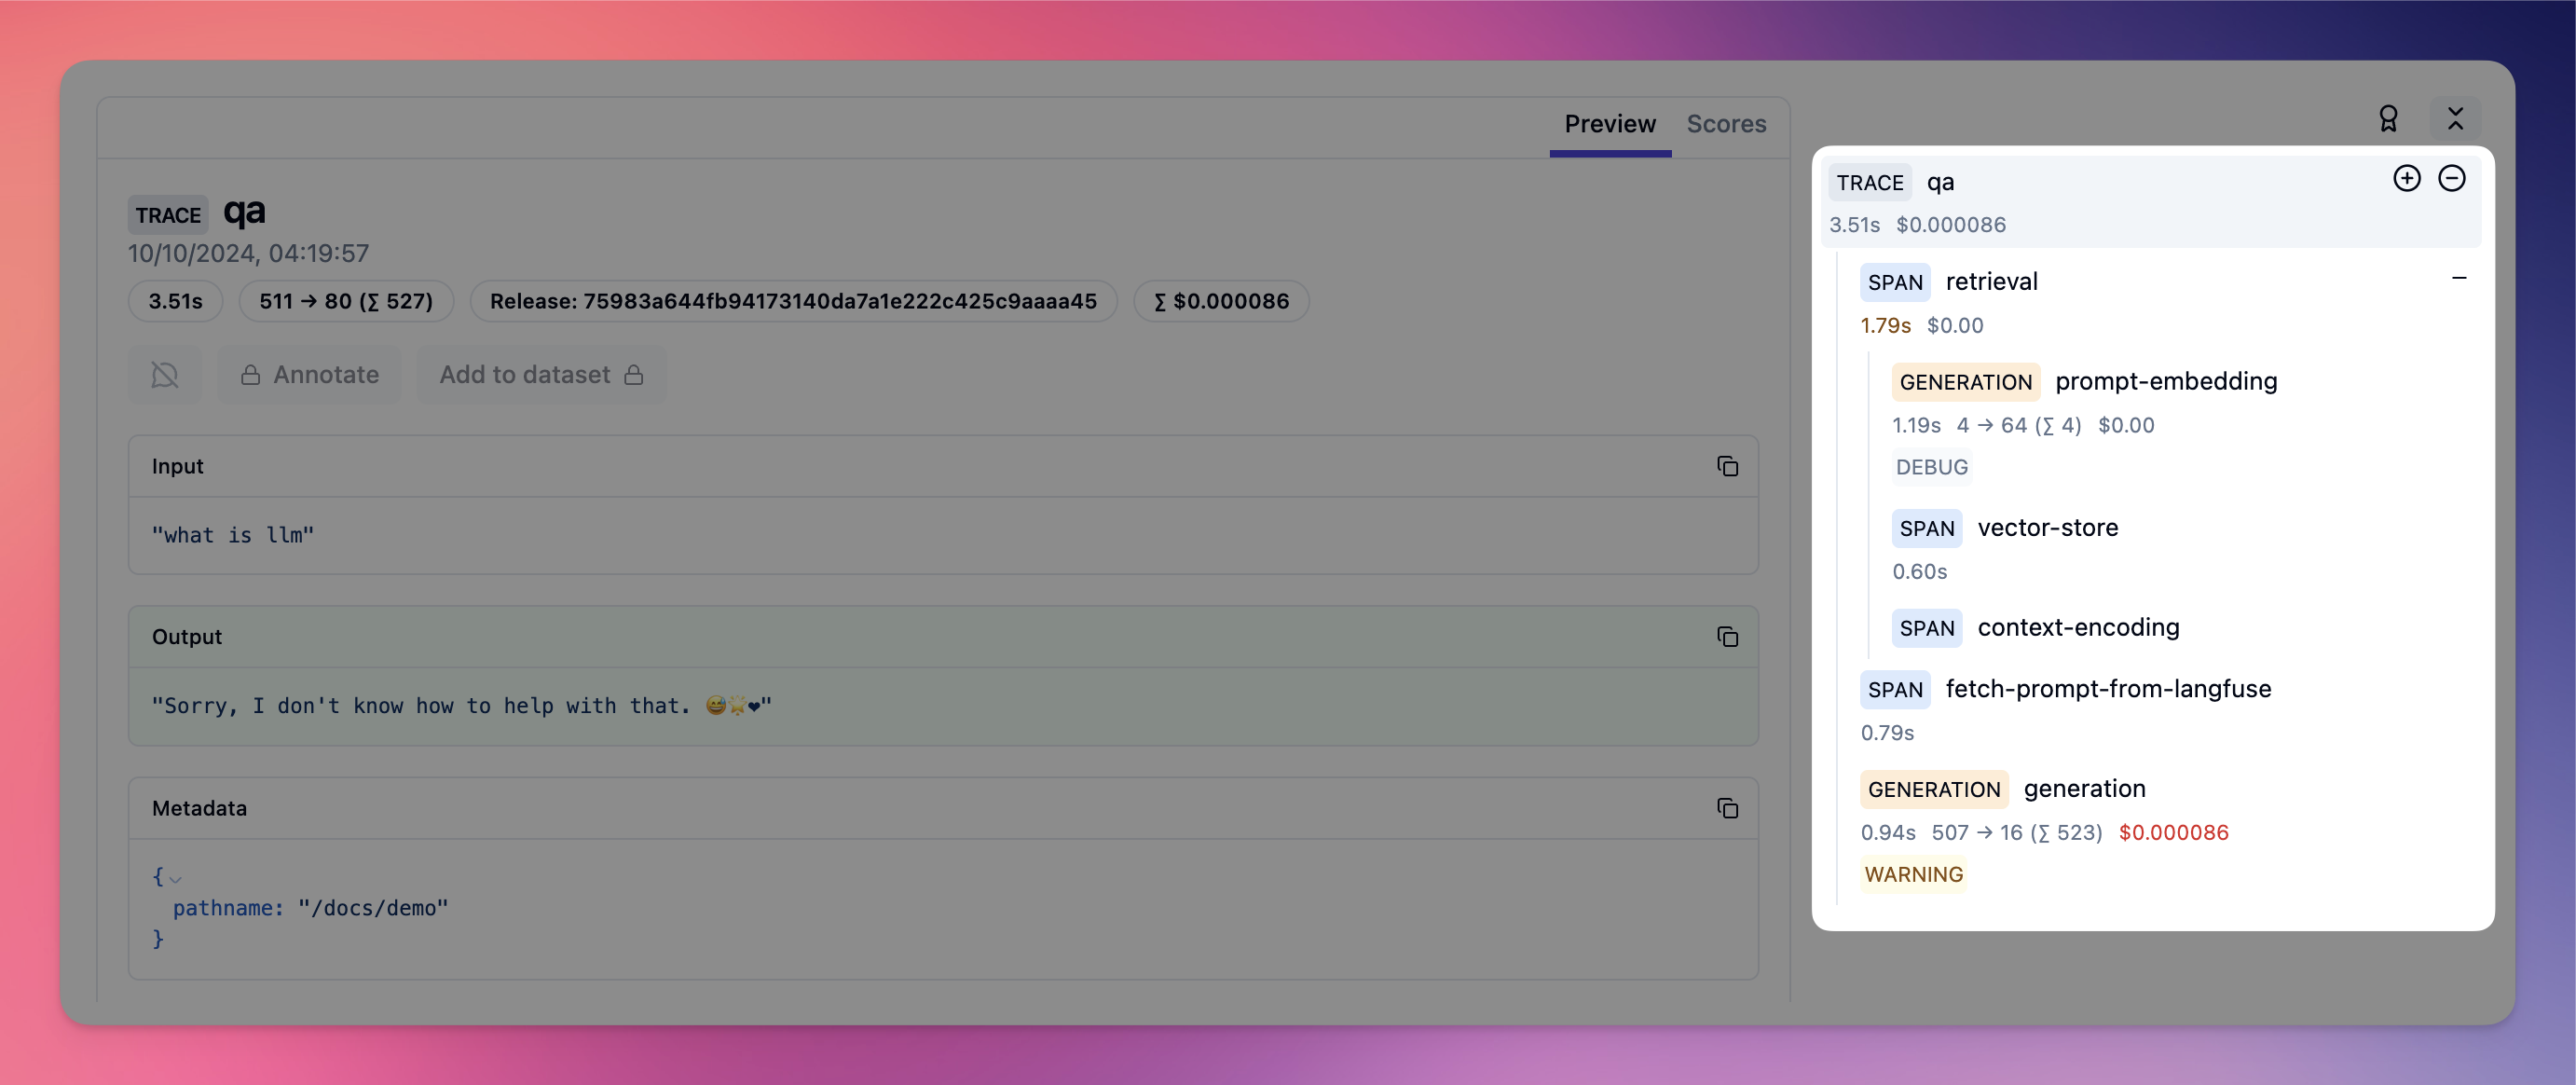 Preview Scores
TRACE qa
10/10/2024, 04:19:57
3.51s 511 → 80 (∑ 527) Release: 75983a644fb94173140da7a1e222c425c9aaaa45 ∑ $0.000086
Annotate Add to dataset
Input
"what is llm"
Output
"Sorry, I don't know how to help with that. 😅🌟❤"
Metadata
{
pathname: "/docs/demo"
}
TRACE qa
3.51s $0.000086
SPAN retrieval
1.79s $0.00
GENERATION prompt-embedding
1.19s 4 → 64 (∑ 4) $0.00
DEBUG
SPAN vector-store
0.60s
SPAN context-encoding
SPAN fetch-prompt-from-langfuse
0.79s
GENERATION generation
0.94s 507 → 16 (∑ 523) $0.000086
WARNING